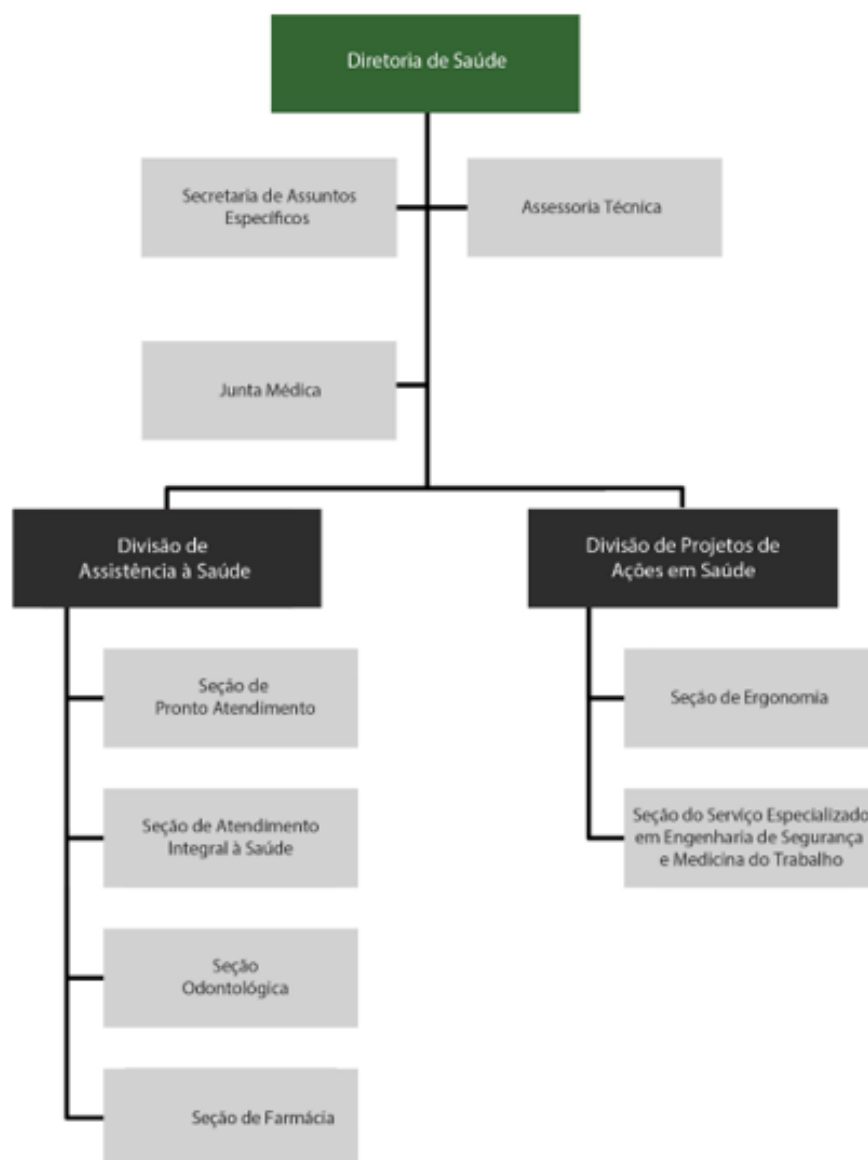 Diretoria de Saúde
Secretaria de Assuntos
Específicos
Assessoria Técnica
Junta Médica
Divisão de
Assistência à Saúde
Divisão de Projetos de
Ações em Saúde
Seção de
Pronto Atendimento
Seção de Atendimento
Integral à Saúde
Seção
Odontológica
Seção de Farmácia
Seção de Ergonomia
Seção do Serviço Especializado
em Engenharia de Segurança
e Medicina do Trabalho